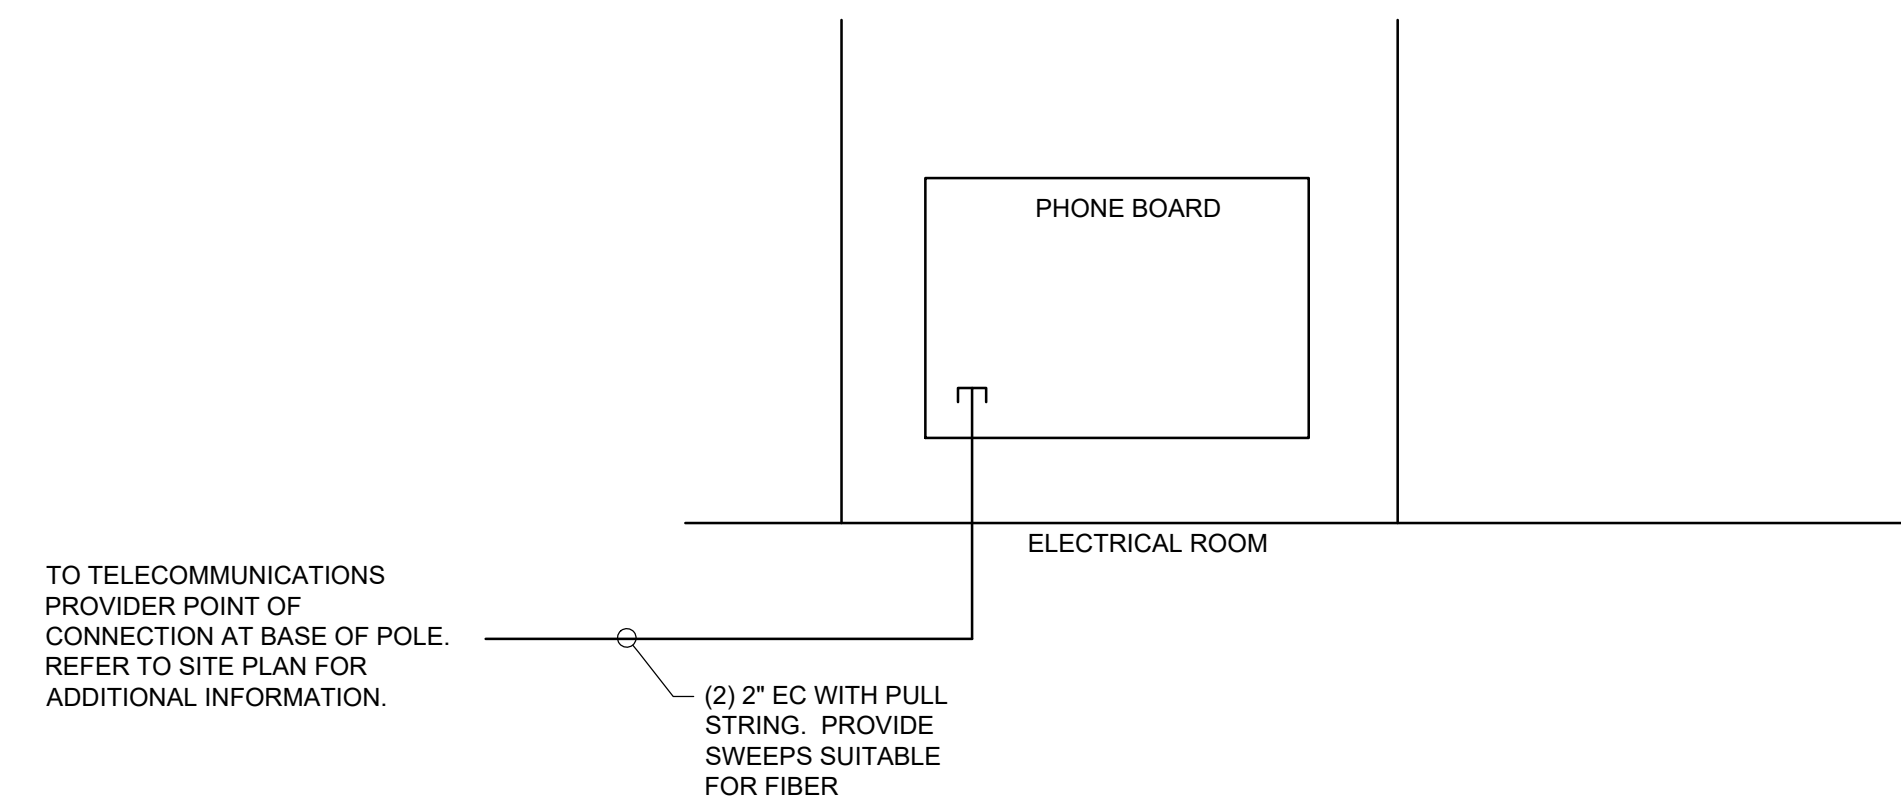 PHONE BOARD
ELECTRICAL ROOM
TO TELECOMMUNICATIONS
PROVIDER POINT OF
CONNECTION AT BASE OF POLE.
REFER TO SITE PLAN FOR
ADDITIONAL INFORMATION.
(2) 2" EC WITH PULL
STRING.  PROVIDE
SWEEPS SUITABLE
FOR FIBER